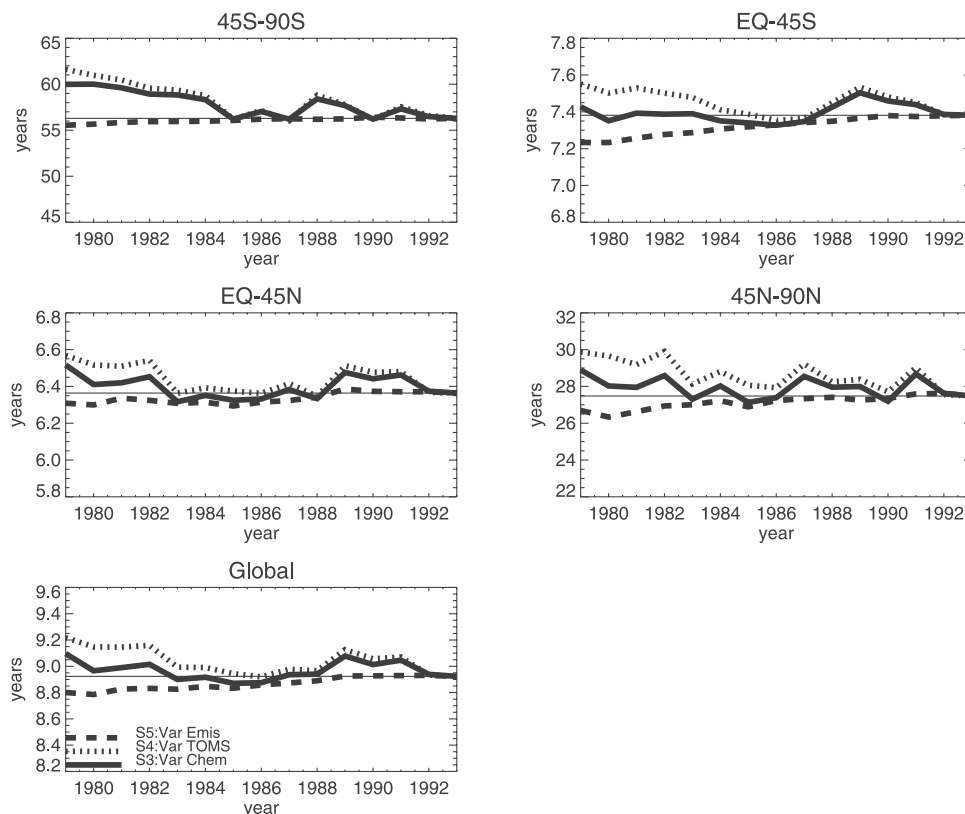 45S-90S
65
60
55
50
45
years
1980 1982 1984 1986 1988 1990 1992
year
EQ-45S
7.8
7.6
7.4
7.2
7.0
6.8
years
1980 1982 1984 1986 1988 1990 1992
year
EQ-45N
6.8
6.6
6.4
6.2
6.0
5.8
years
1980 1982 1984 1986 1988 1990 1992
year
45N-90N
32
30
28
26
24
22
years
1980 1982 1984 1986 1988 1990 1992
year
Global
9.6
9.4
9.2
9.0
8.8
8.6
8.4
8.2
years
S5:Var Emis
S4:Var TOMS
S3:Var Chem
1980 1982 1984 1986 1988 1990 1992
year